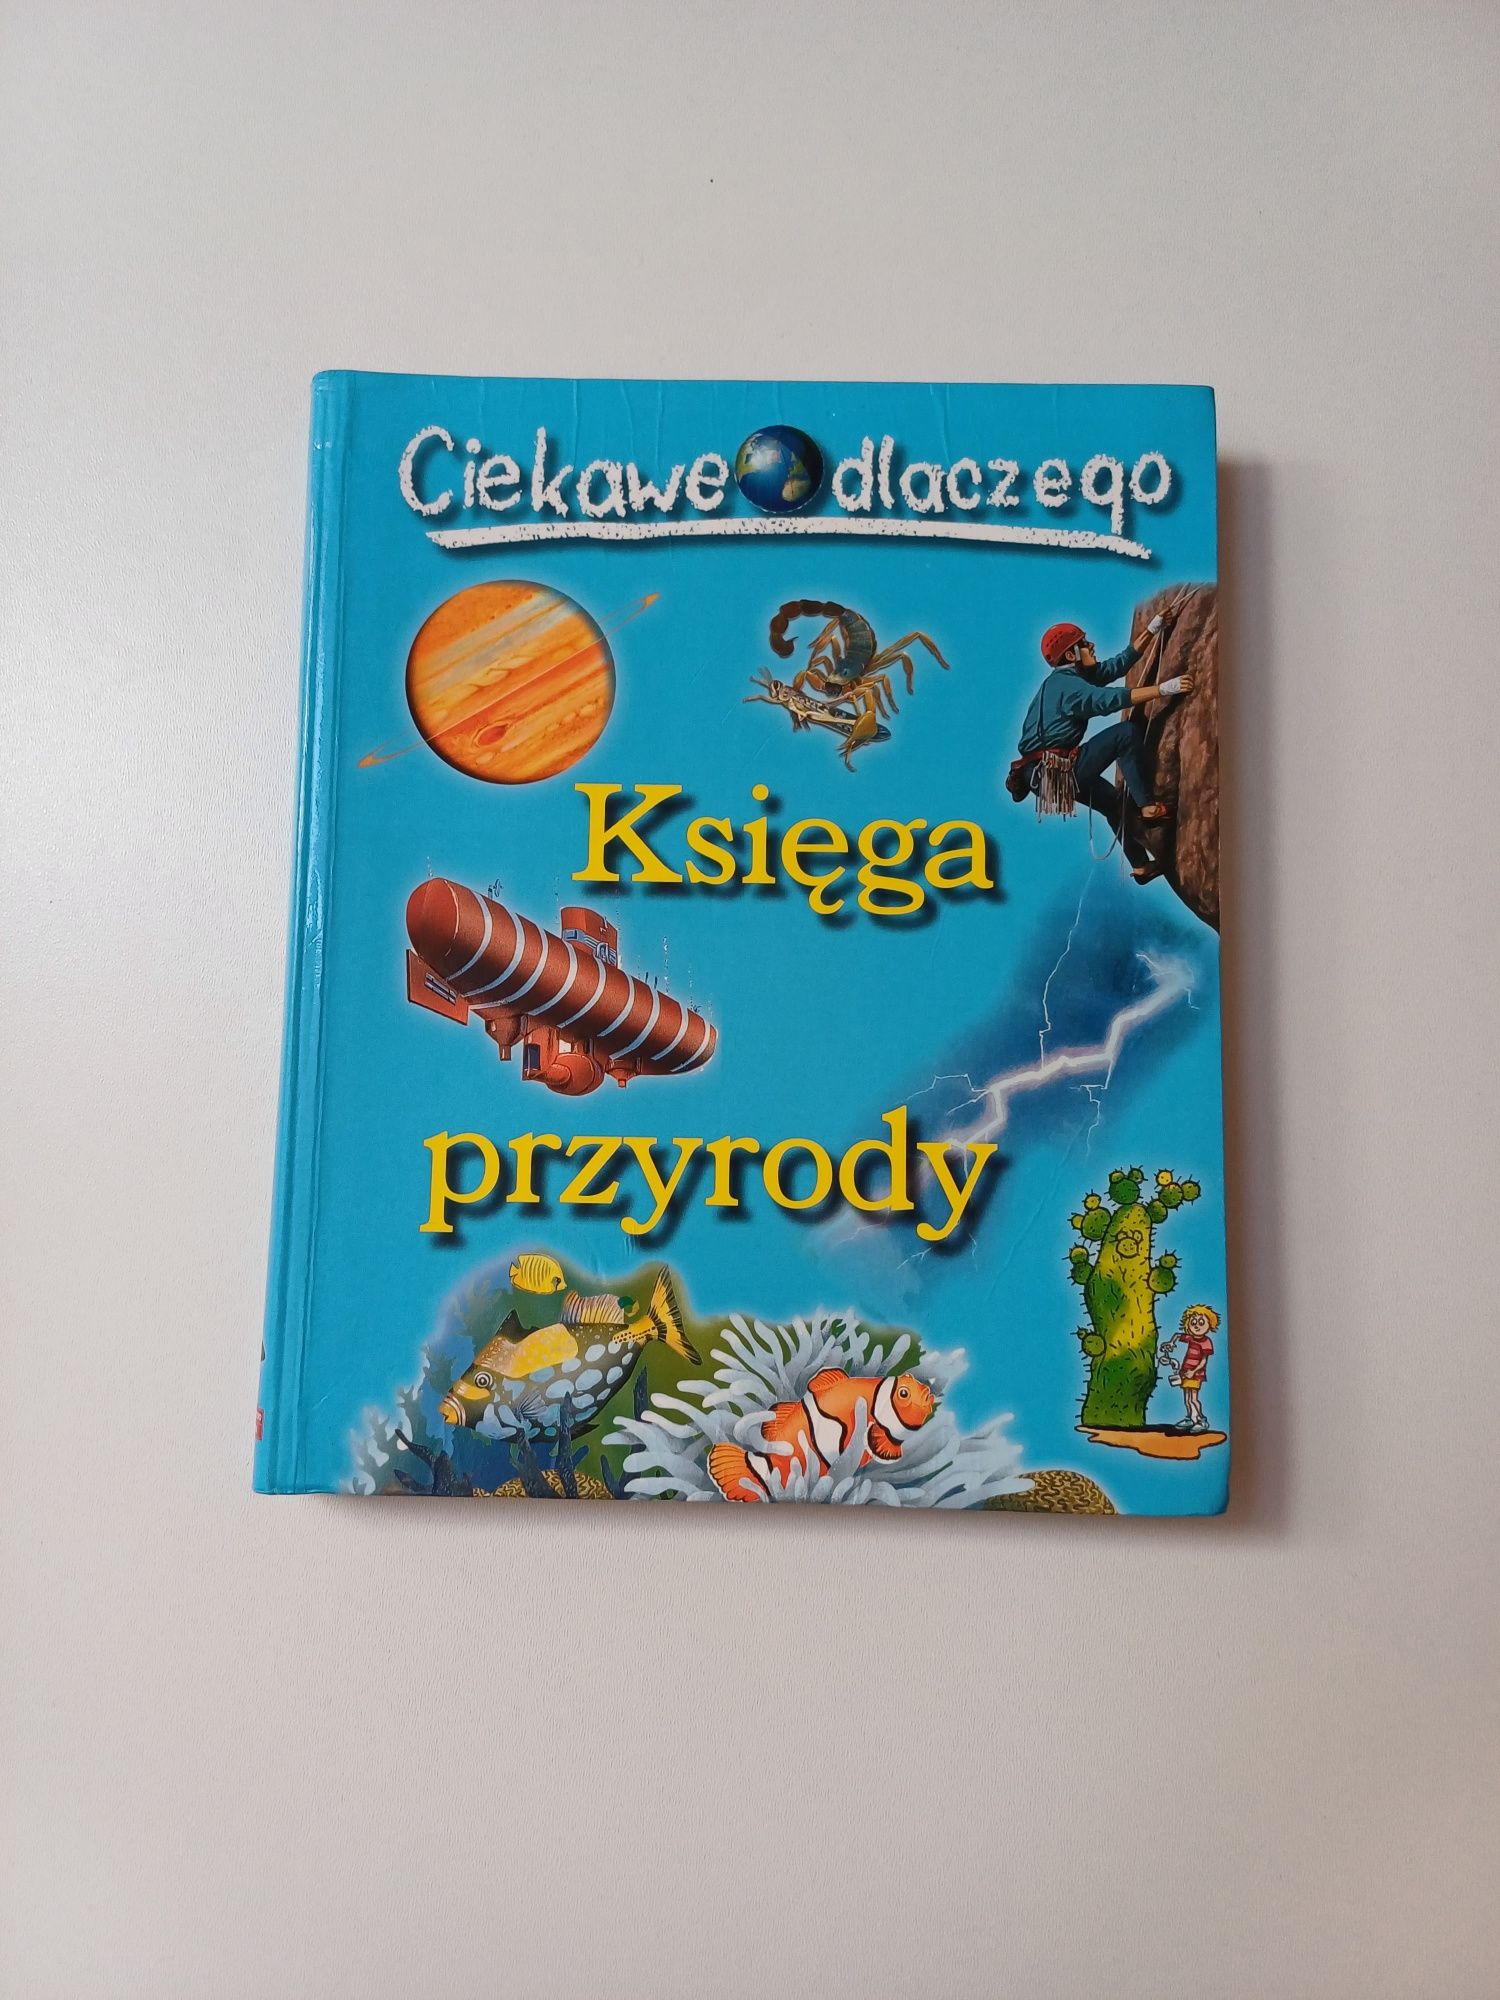 Ciekawe dlaczego
Księga
przyrody